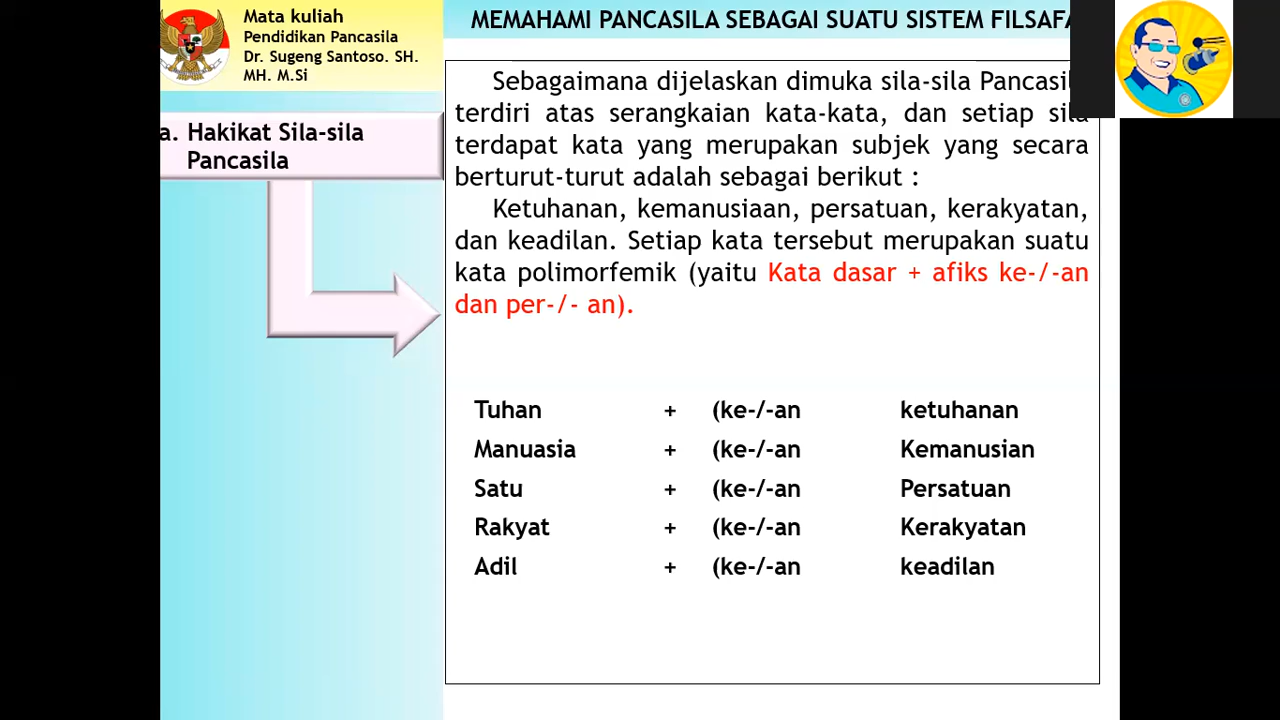 Mata kuliah
Pendidikan Pancasila
Dr. Sugeng Santoso. SH.
MH. M.Si
MEMAHAMI PANCASILA SEBAGAI SUATU SISTEM
a. Hakikat Sila-sila
Pancasila
Sebagaimana dijelaskan dimuka sila-sila
terdiri atas serangkaian kata-kata, dan setiap sila
terdapat kata yang merupakan subjek yang secara
berturut-turut adalah sebagai berikut :
Ketuhanan, kemanusiaan, persatuan, kerakyatan,
dan keadilan. Setiap kata tersebut merupakan suatu
kata polimorfemik (yaitu Kata dasar + afiks ke-/-an
dan per-/- an).
Tuhan + (ke-/-an ketuhanan
Manuasia + (ke-/-an Kemanusian
Satu + (ke-/-an Persatuan
Rakyat + (ke-/-an Kerakyatan
Adil + (ke-/-an keadilan